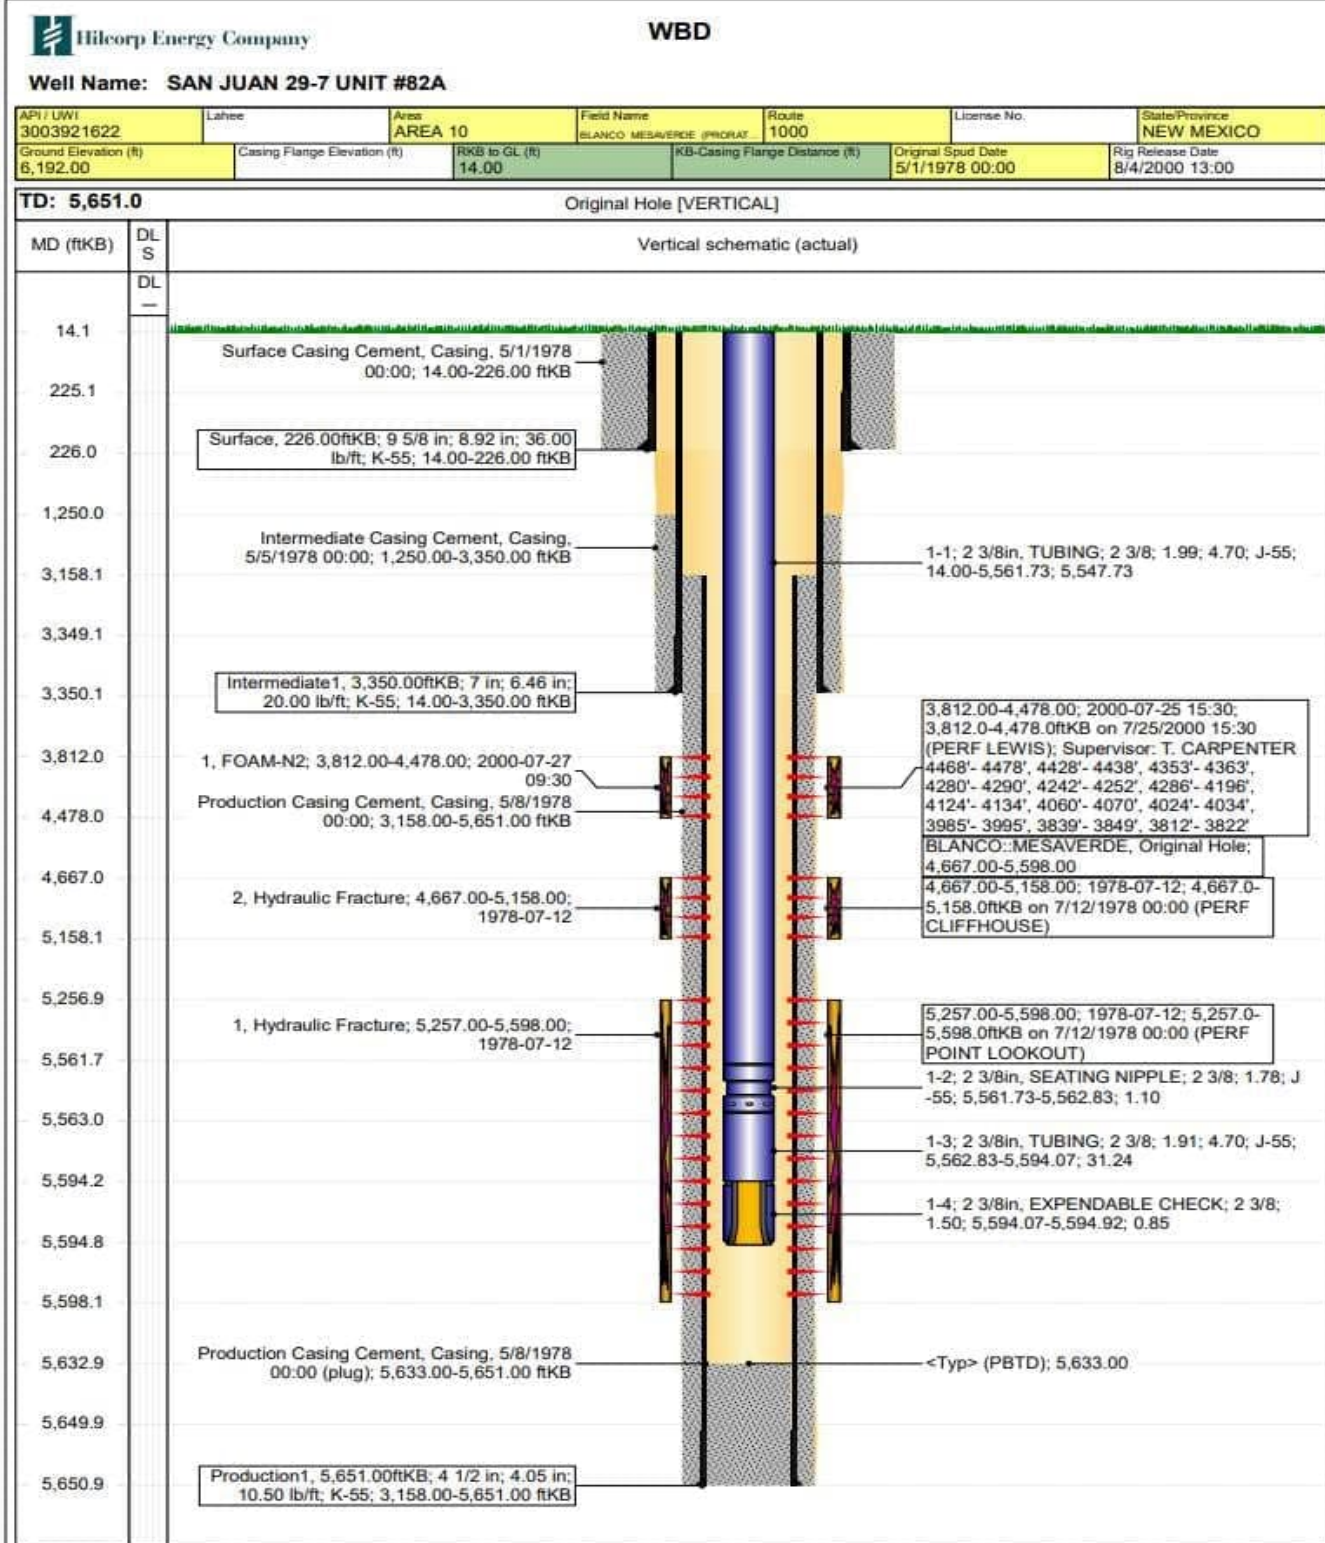 Hilcorp Energy Company
WBD
Well Name: SAN JUAN 29-7 UNIT #82A
API / UWI
3003921622
Lahee
Area
AREA 10
Field Name
BLANCO MESAVERDE (PRORAT...
Route
1000
License No.
State/Province
NEW MEXICO
Ground Elevation (ft)
6,192.00
Casing Flange Elevation (ft)
RKB to GL (ft)
14.00
KB-Casing Flange Distance (ft)
Original Spud Date
5/1/1978 00:00
Rig Release Date
8/4/2000 13:00
TD: 5,651.0
Original Hole [VERTICAL]
MD (ftKB)
DL
S
Vertical schematic (actual)
DL
...
14.1
225.1
226.0
1,250.0
3,158.1
3,349.1
3,350.1
3,812.0
4,478.0
4,667.0
5,158.1
5,256.9
5,561.7
5,563.0
5,594.2
5,594.8
5,598.1
5,632.9
5,649.9
5,650.9
Surface Casing Cement, Casing, 5/1/1978
00:00; 14.00-226.00 ftKB
Surface, 226.00ftKB; 9 5/8 in; 8.92 in; 36.00
lb/ft; K-55; 14.00-226.00 ftKB
Intermediate Casing Cement, Casing,
5/5/1978 00:00; 1,250.00-3,350.00 ftKB
Intermediate1, 3,350.00ftKB; 7 in; 6.46 in;
20.00 lb/ft; K-55; 14.00-3,350.00 ftKB
1, FOAM-N2; 3,812.00-4,478.00; 2000-07-27
09:30
Production Casing Cement, Casing, 5/8/1978
00:00; 3,158.00-5,651.00 ftKB
2, Hydraulic Fracture; 4,667.00-5,158.00;
1978-07-12
1, Hydraulic Fracture; 5,257.00-5,598.00;
1978-07-12
Production Casing Cement, Casing, 5/8/1978
00:00 (plug); 5,633.00-5,651.00 ftKB
Production1, 5,651.00ftKB; 4 1/2 in; 4.05 in;
10.50 lb/ft; K-55; 3,158.00-5,651.00 ftKB
1-1; 2 3/8in, TUBING; 2 3/8; 1.99; 4.70; J-55;
14.00-5,561.73; 5,547.73
3,812.00-4,478.00; 2000-07-25 15:30;
3,812.0-4,478.0ftKB on 7/25/2000 15:30
(PERF LEWIS); Supervisor: T. CARPENTER
4468'- 4478', 4428'- 4438', 4353'- 4363',
4280'- 4290', 4242'- 4252', 4286'- 4196',
4124'- 4134', 4060'- 4070', 4024'- 4034',
3985'- 3995', 3839'- 3849', 3812'- 3822'
BLANCO::MESAVERDE, Original Hole;
4,667.00-5,598.00
4,667.00-5,158.00; 1978-07-12; 4,667.0-
5,158.0ftKB on 7/12/1978 00:00 (PERF
CLIFFHOUSE)
5,257.00-5,598.00; 1978-07-12; 5,257.0-
5,598.0ftKB on 7/12/1978 00:00 (PERF
POINT LOOKOUT)
1-2; 2 3/8in, SEATING NIPPLE; 2 3/8; 1.78; J
-55; 5,561.73-5,562.83; 1.10
1-3; 2 3/8in, TUBING; 2 3/8; 1.91; 4.70; J-55;
5,562.83-5,594.07; 31.24
1-4; 2 3/8in, EXPENDABLE CHECK; 2 3/8;
1.50; 5,594.07-5,594.92; 0.85
<Typ> (PBTD); 5,633.00